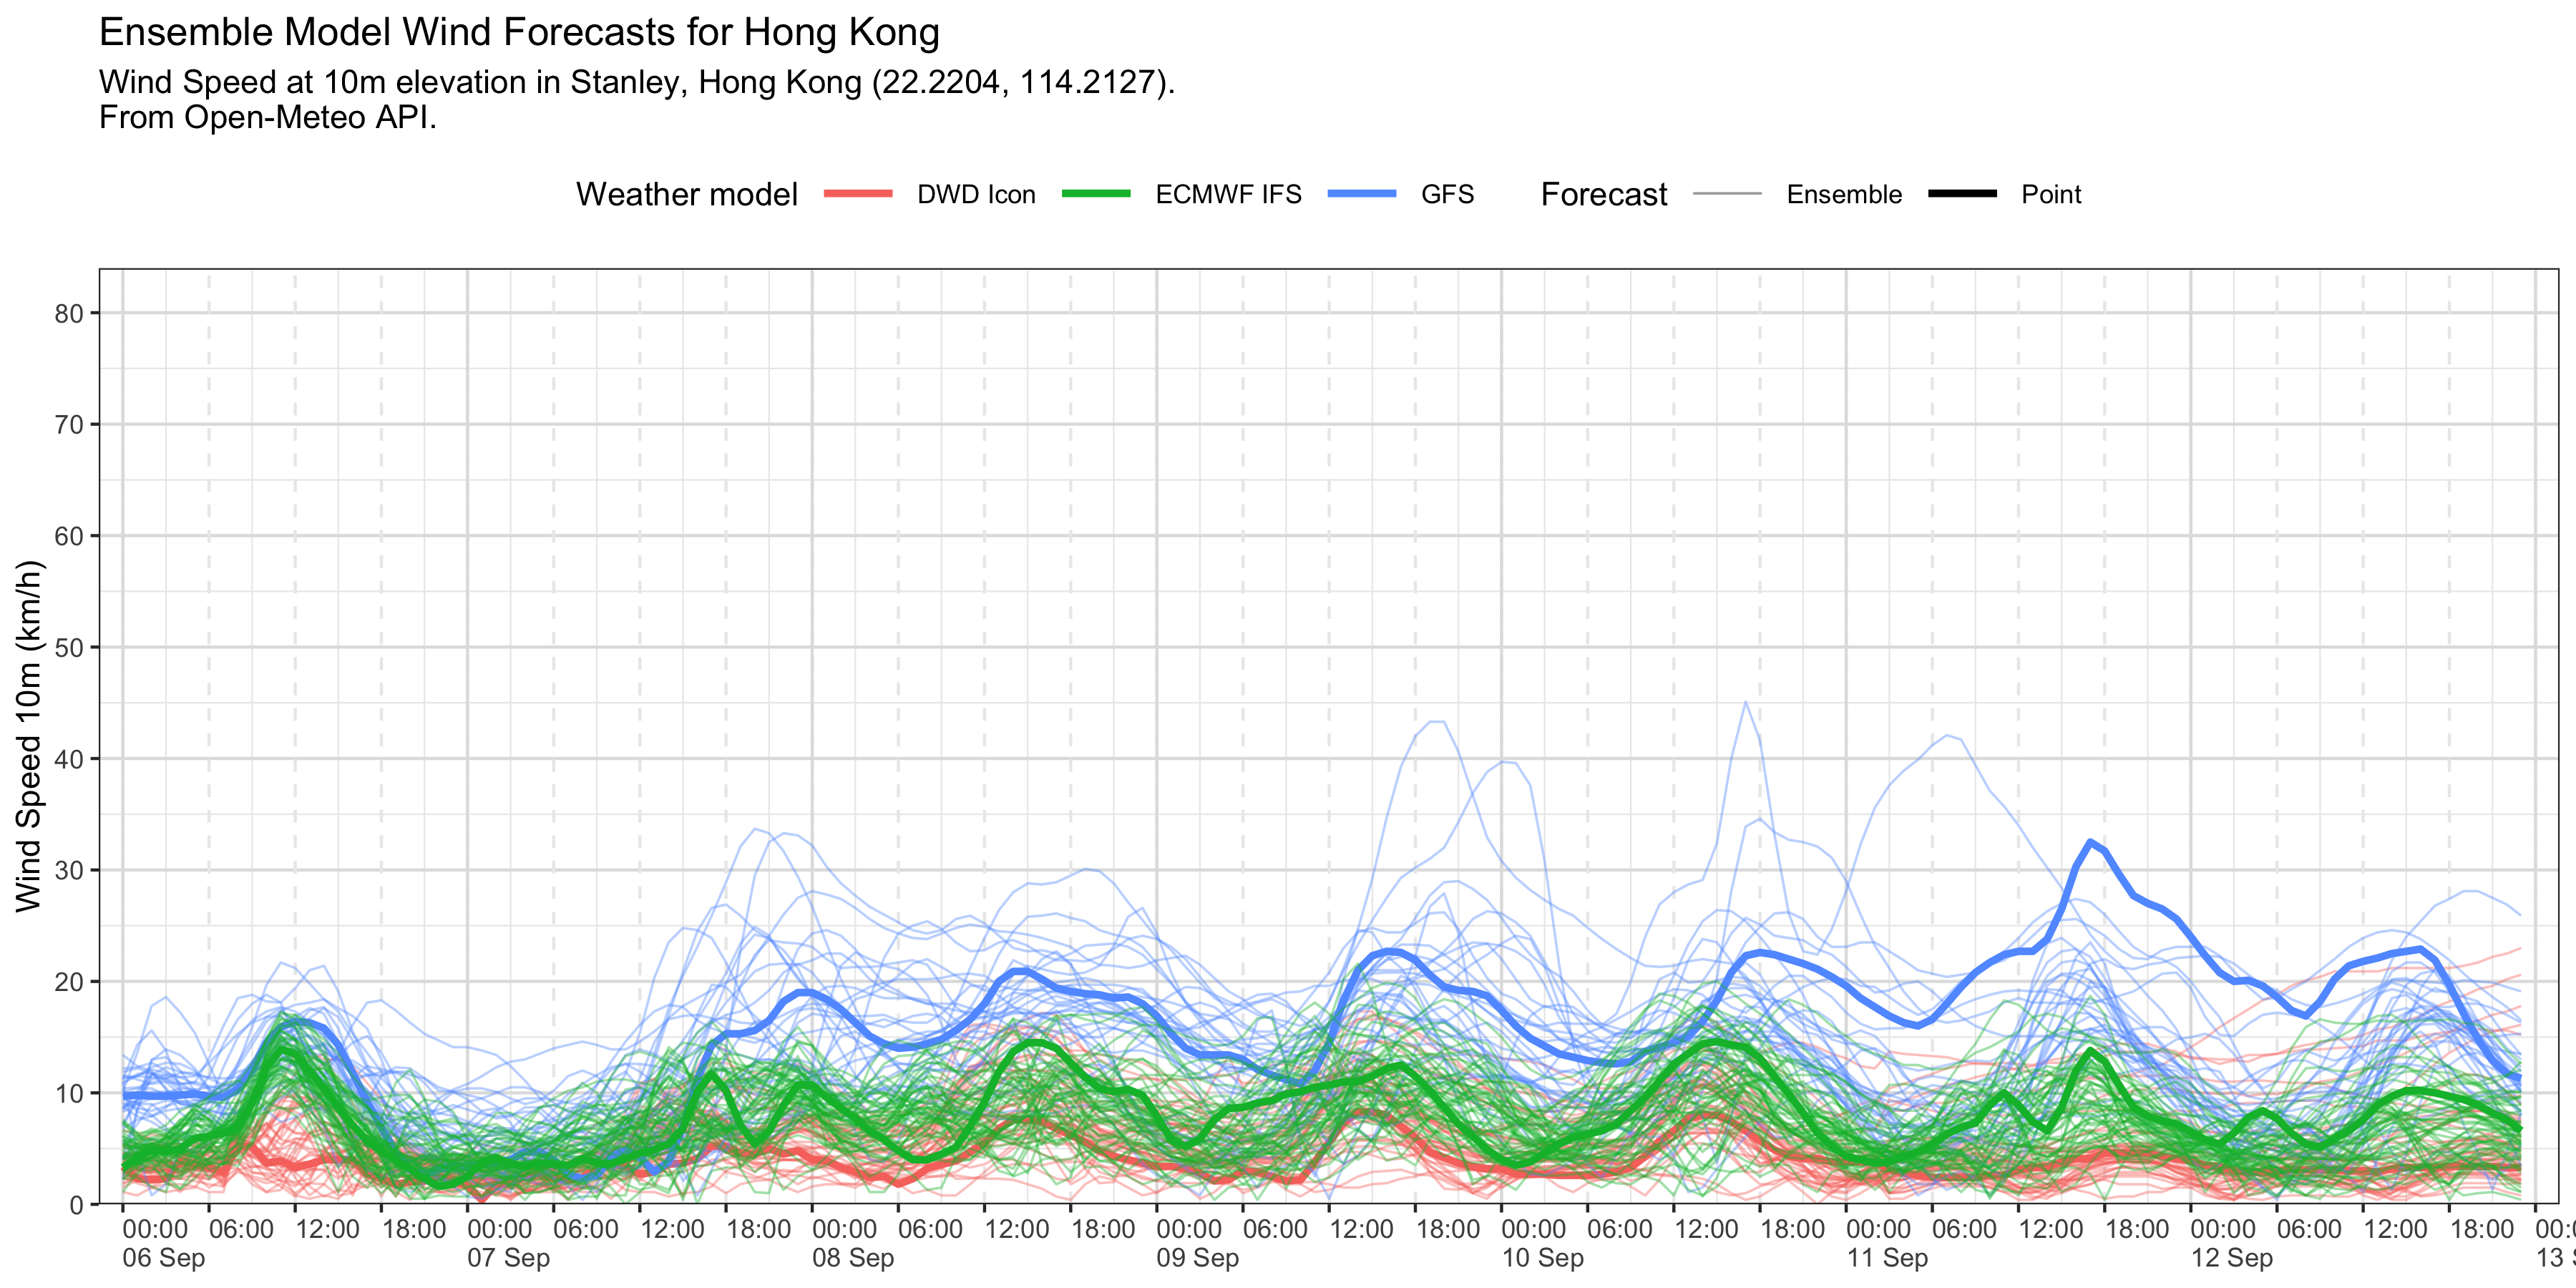 Ensemble Model Wind Forecasts for Hong Kong
Wind Speed at 10m elevation in Stanley, Hong Kong (22.2204, 114.2127).
From Open-Meteo API.
Weather model DWD Icon ECMWF IFS GFS Forecast Ensemble Point
Wind Speed 10m (km/h)
80
70
60
50
40
30
20
10
0
00:00 06:00 12:00 18:00 00:00 06:00 12:00 18:00 00:00 06:00 12:00 18:00 00:00 06:00 12:00 18:00 00:00 06:00 12:00 18:00 00:00 06:00 12:00 18:00 00:00 06:00 12:00 18:00 00:0
06 Sep 07 Sep 08 Sep 09 Sep 10 Sep 11 Sep 12 Sep 13 S